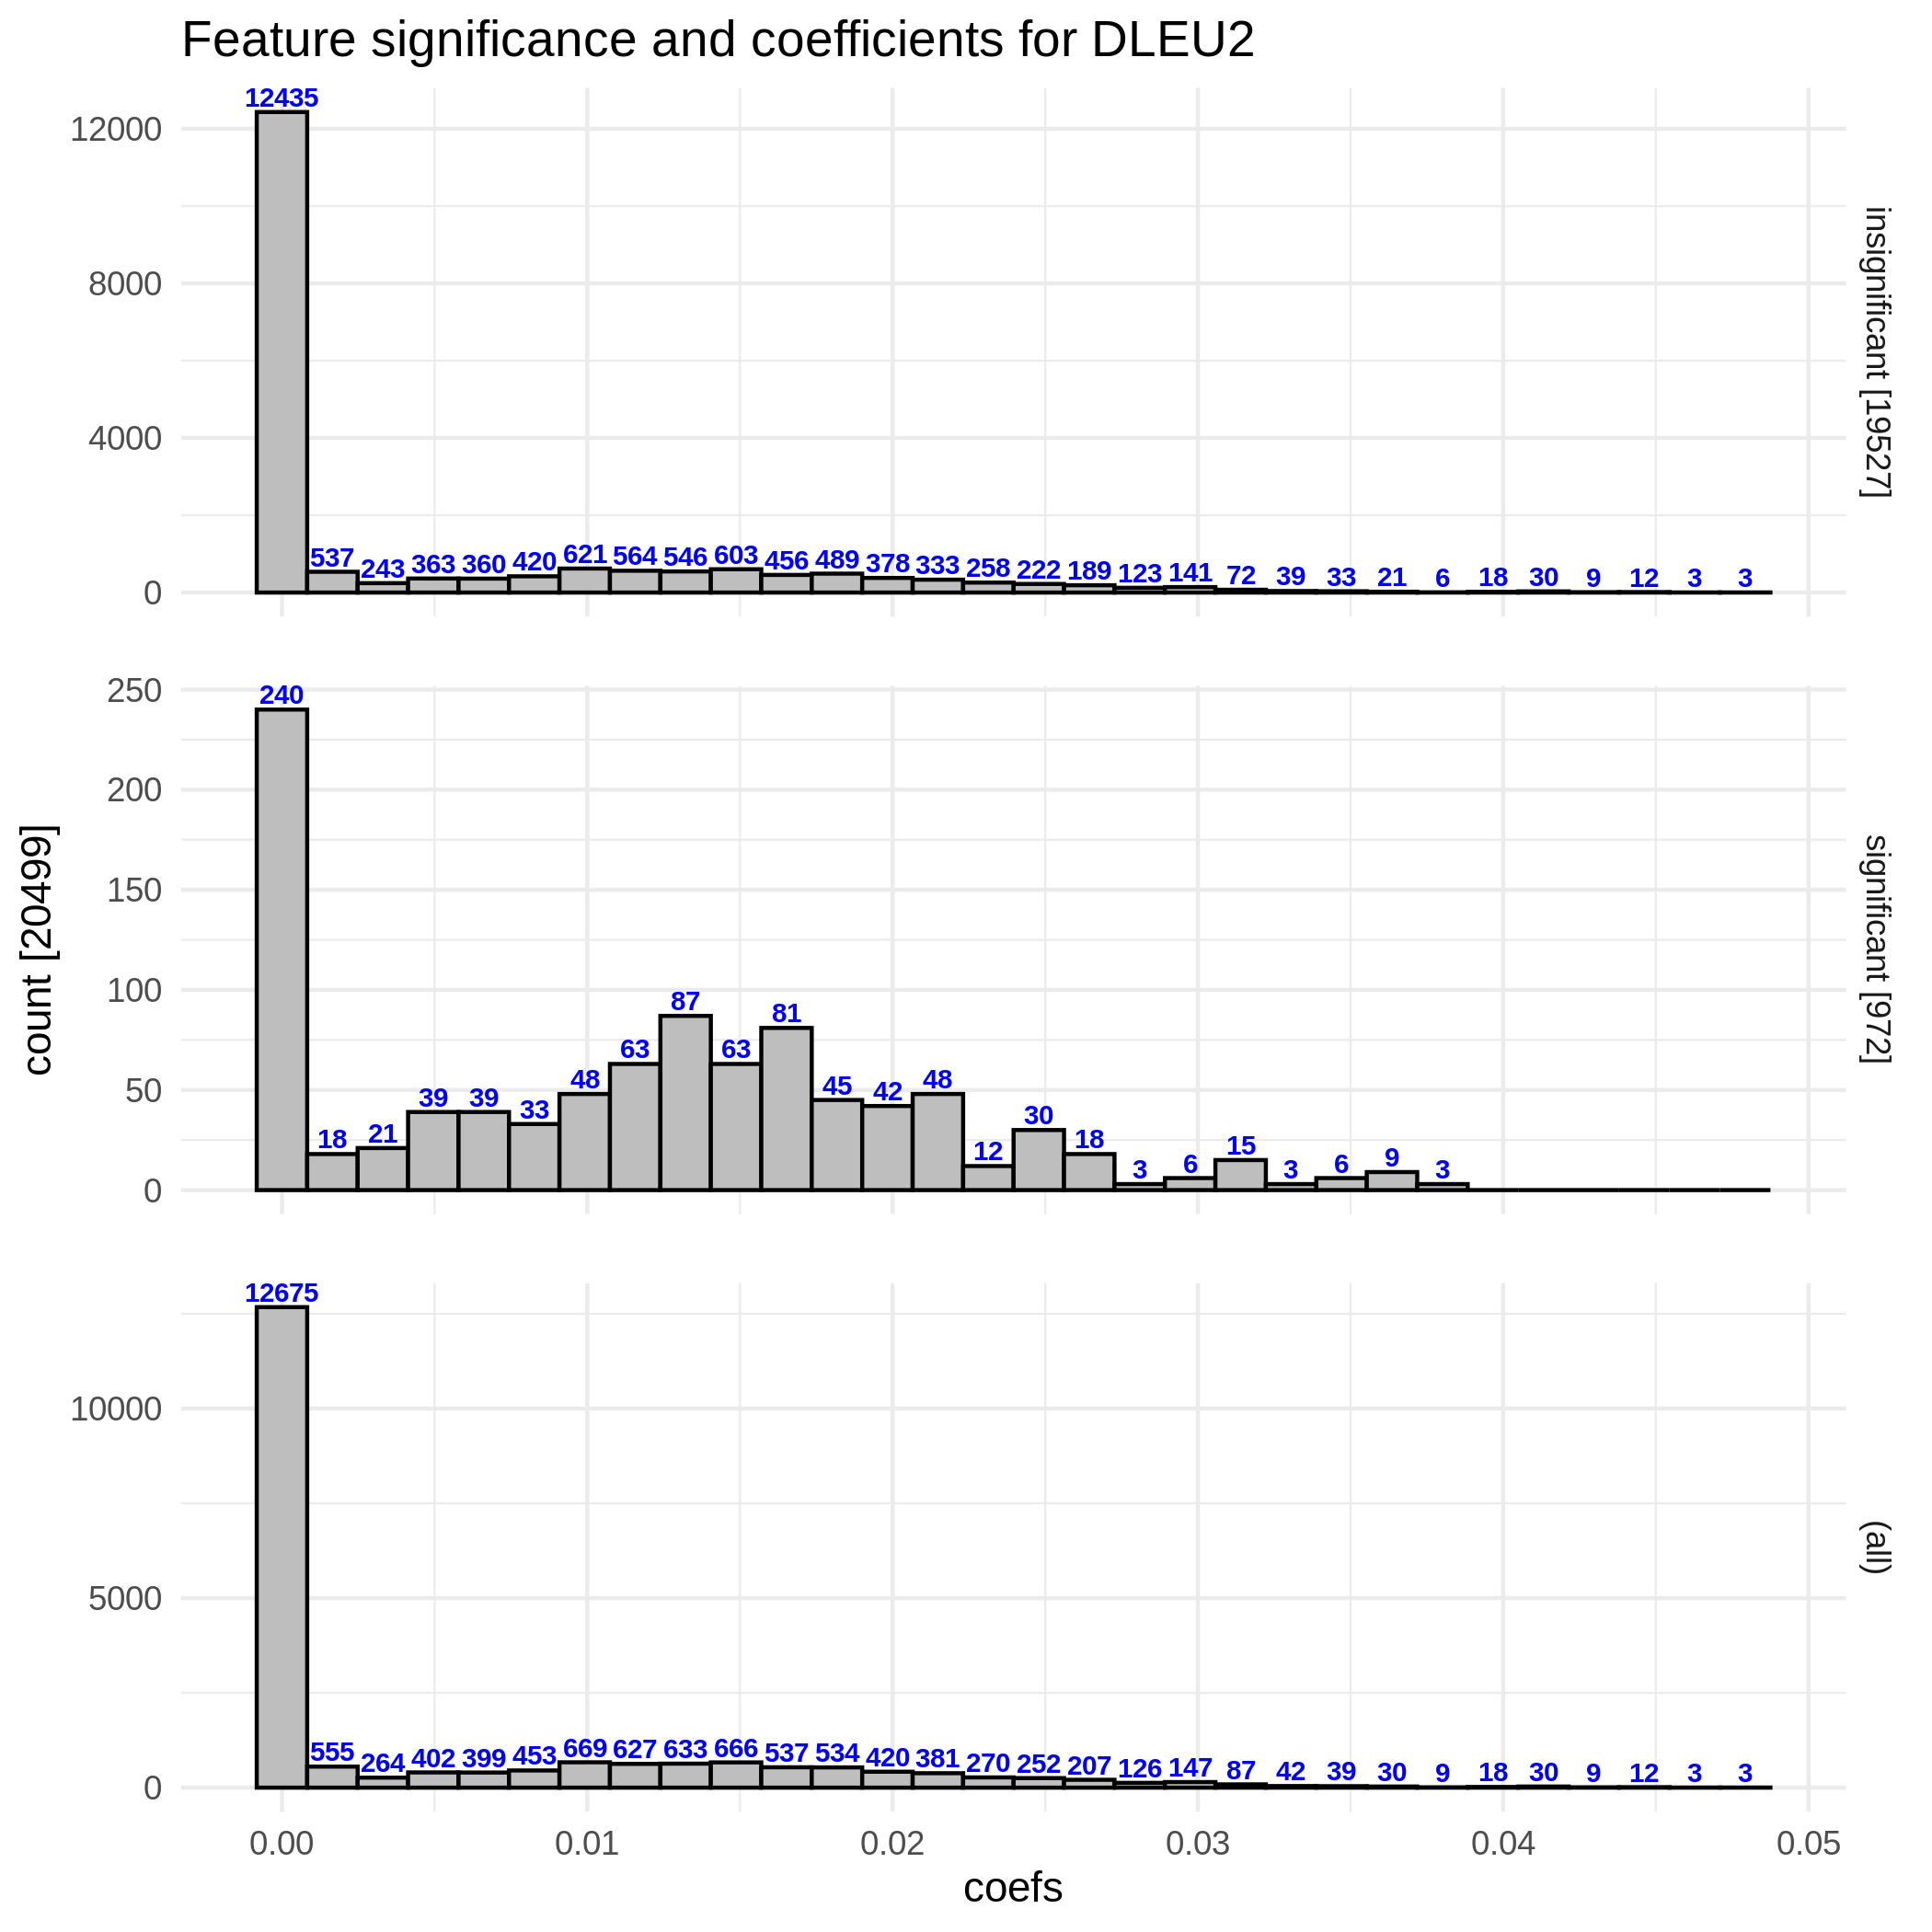 Feature significance and coefficients for DLEU2
12435
12000
8000
4000
0
537 243 363 360 420 621 564 546 603 456 489 378 333 258 222 189 123 141 72 39 33 21 6 18 30 9 12 3 3
insignificant [19527]
250
200
150
100
50
0
240 18 21 39 39 33 48 63 87 63 81 45 42 48 12 30 18 3 6 15 3 6 9 3
significant [972]
count [20499]
12675
10000
5000
0
555 264 402 399 453 669 627 633 666 537 534 420 381 270 252 207 126 147 87 42 39 30 9 18 30 9 12 3 3
(all)
0.00 0.01 0.02 0.03 0.04 0.05
coefs